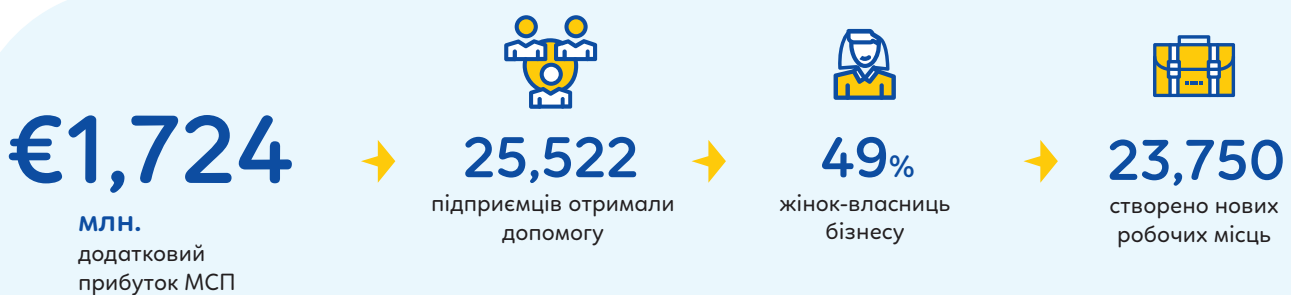 €1,724
млн.
додатковий
прибуток МСП
25,522
підприємців отримали
допомогу
49%
жінок-власниць
бізнесу
23,750
створено нових
робочих місць